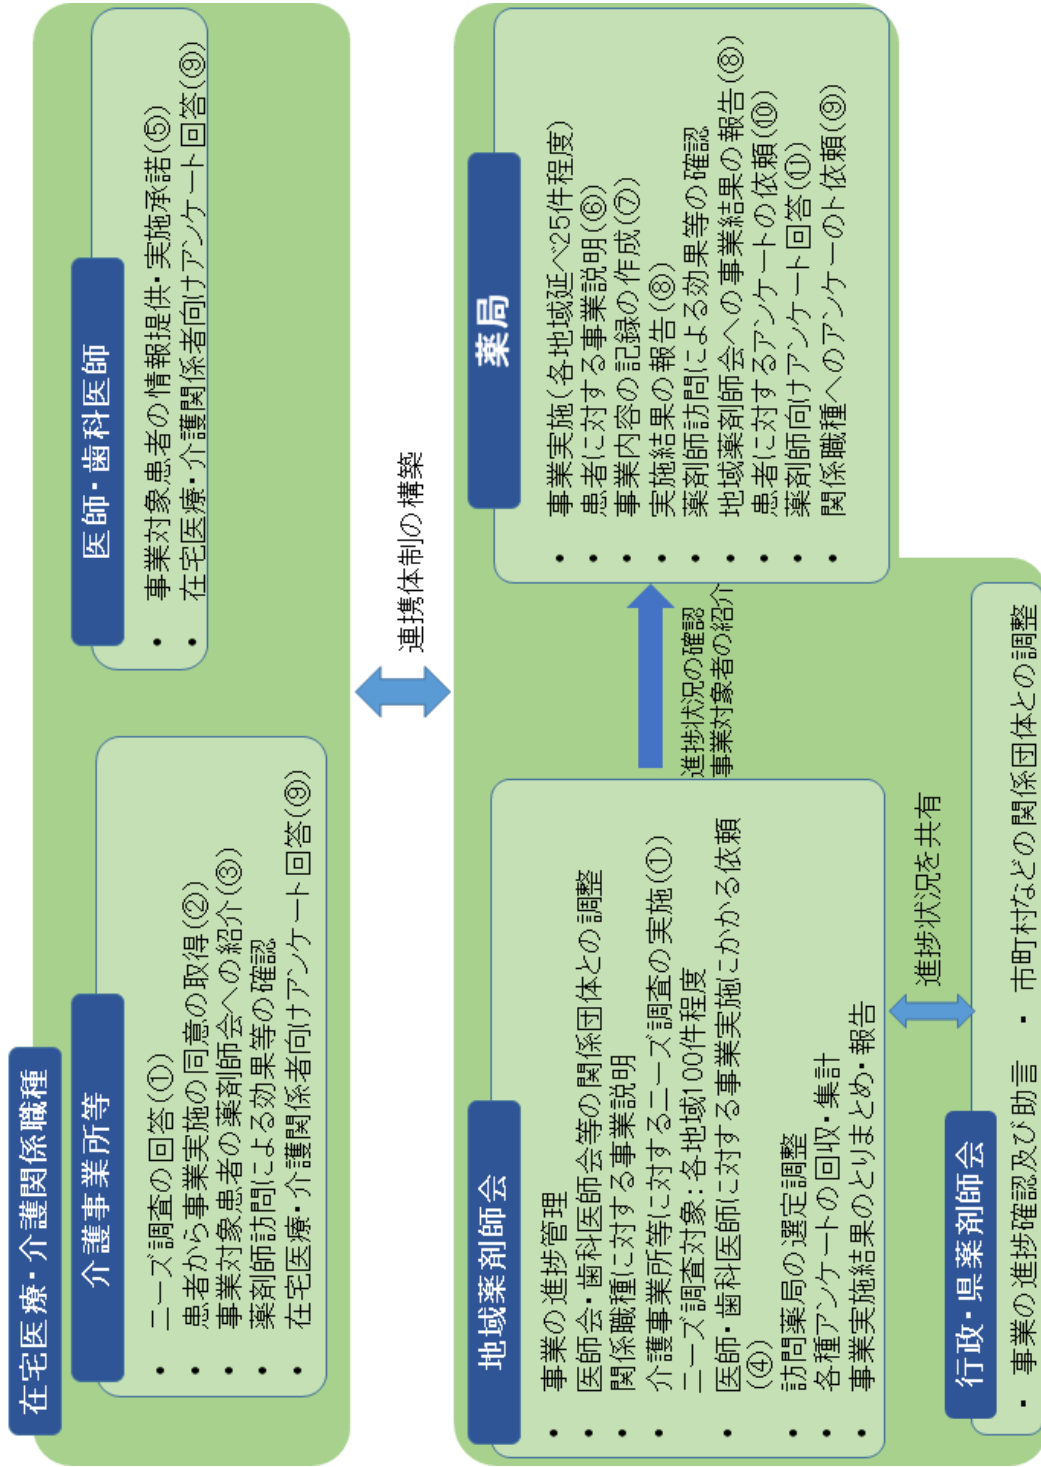 在宅医療・介護関係職種
介護事業所等
・ニーズ調査の回答(①)
・患者から事業実施の同意の取得(②)
・事業対象患者の薬剤師会への紹介(③)
・薬剤師訪問による効果等の確認
・在宅医療・介護関係者向けアンケート回答(⑨)
医師・歯科医師
・事業対象患者の情報提供・実施承諾(⑤)
・在宅医療・介護関係者向けアンケート回答(⑨)
連携体制の構築
地域薬剤師会
・事業の進捗管理
・医師会・歯科医師会等の関係団体との調整
・関係職種に対する事業説明
・介護事業所等に対するニーズ調査の実施(①)
ニーズ調査対象：各地域100件程度
・医師・歯科医師に対する事業実施にかかる依頼
(④)
・訪問薬局の選定調整
・各種アンケートの回収・集計
・事業実施結果のとりまとめ・報告
進捗状況の確認
事業対象者の紹介
薬局
・事業実施(各地域延べ25件程度)
・患者に対する事業説明(⑥)
・事業内容の記録の作成(⑦)
・実施結果の報告(⑧)
・薬剤師訪問による効果等の確認
・地域薬剤師会への事業結果の報告(⑧)
・患者に対するアンケートの依頼(⑩)
・薬剤師向けアンケート回答(⑪)
・関係職種へのアンケーのト依頼(⑨)
進捗状況を共有
行政・県薬剤師会
・事業の進捗確認及び助言 ・市町村などの関係団体との調整